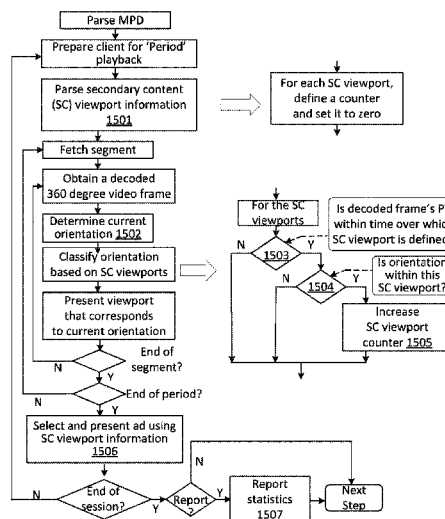 Parse MPD
Prepare client for 'Period'
playback
Parse secondary content
(SC) viewport information
1501
For each SC viewport,
define a counter
and set it to zero
Fetch segment
Obtain a decoded
360 degree video frame
Determine current
orientation 1502
Classify orientation
based on SC viewports
Present viewport
that corresponds
to current orientation
N
End of
segment?
Y
N
End of period?
Y
For the SC
viewports
Is decoded frame's
within time over which
SC viewport is defined
N
1503
Y
Is orientation
within this
SC viewport?
N
1504
Y
Increase
SC viewport
counter 1505
Select and present ad using
SC viewport information
1506
N
N
End of
session?
Y
Report
?
Y
Report
statistics
1507
Next
Step